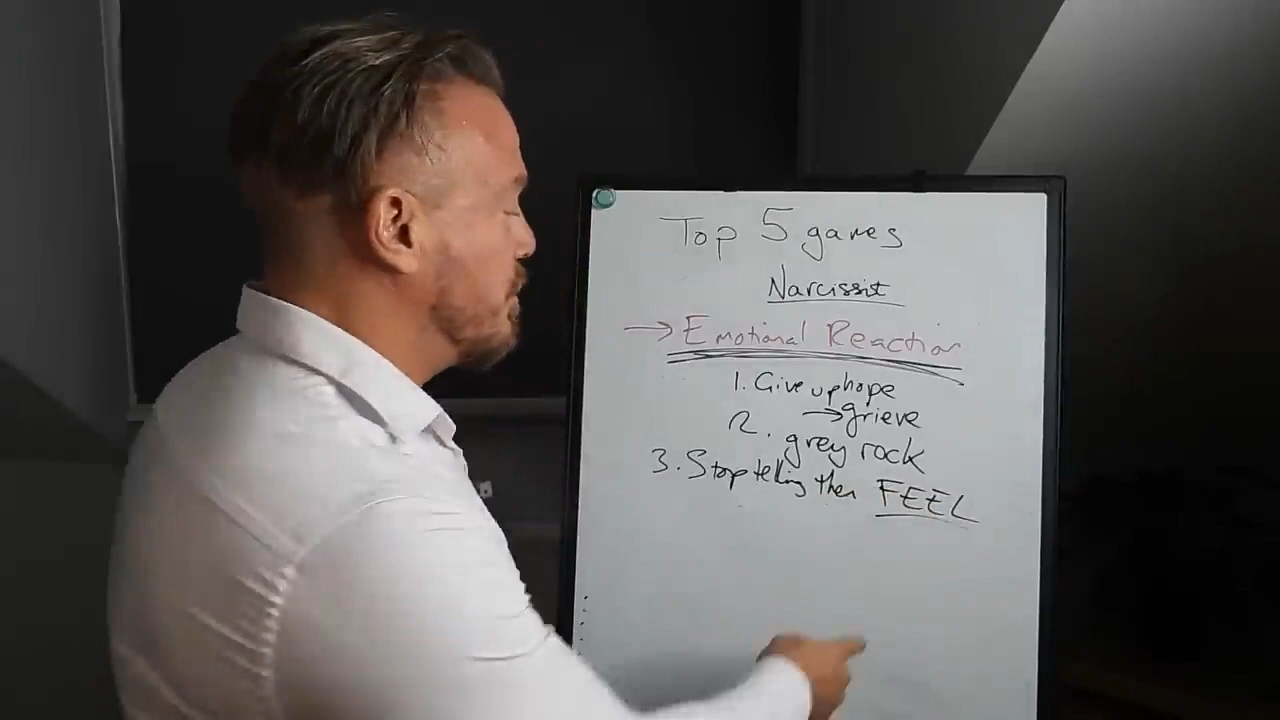 Top 5 games
Narcissist
→ Emotional Reaction
1. Give up hope
→ grieve
2. grey rock
3. Stop telling them FEEL